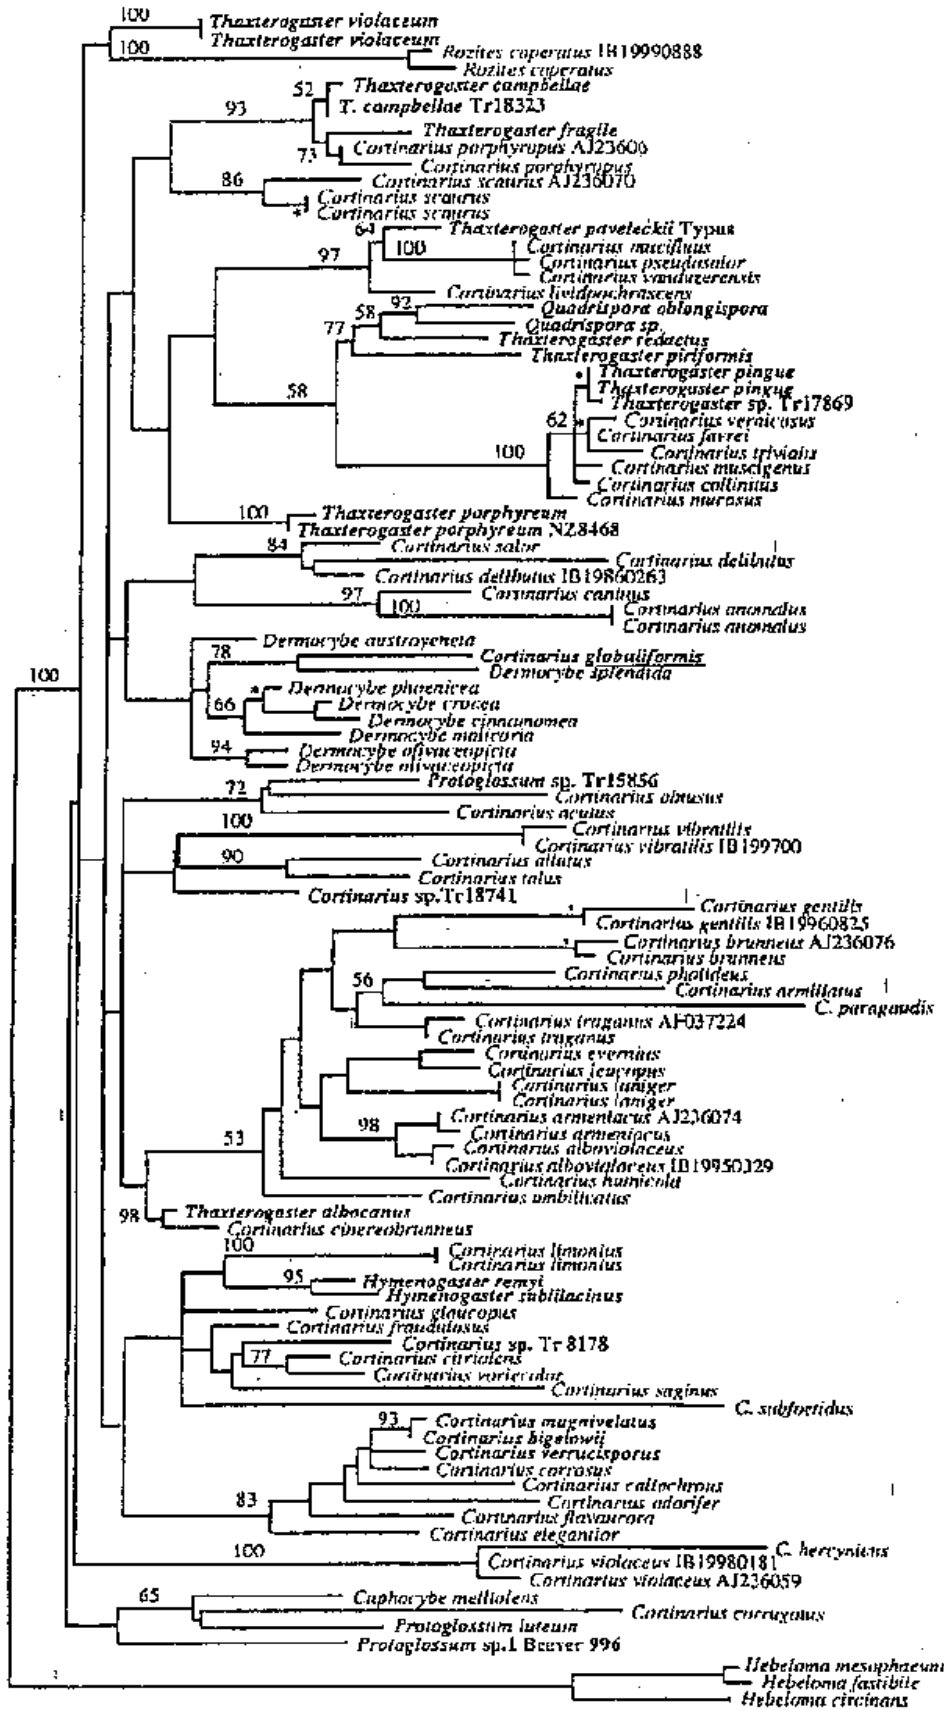 100
Thaxterogaster violaceum
Thaxterogaster violaceum
100
Rozites caperatus IB19990888
Rozites caperatus
52
Thaxterogaster campbellae
93
T. campbellae Tr18323
Thaxterogaster fragile
73
Cortinarius porphyropus AJ23606
Cortinarius porphyropus
86
Cortinarius scaurus AJ236070
Cortinarius scaurus
*
Cortinarius scaurus
64
Thaxterogaster paveleckii Typus
100
Cortinarius mucifluus
97
Cortinarius pseudosalor
Cortinarius vanduzerensis
Cortinarius lividoochrascens
92
Quadrispora oblongispora
58
Quadrispora sp.
77
Thaxterogaster redactus
Thaxterogaster piriformis
*
Thaxterogaster pingue
Thaxterogaster pingue
58
Thaxterogaster sp. Tr17869
62
*
Cortinarius vernicosus
Cortinarius favrei
100
Cortinarius trivialis
Cortinarius muscigenus
Cortinarius collinitus
Cortinarius mucosus
100
Thaxterogaster porphyreum
Thaxterogaster porphyreum NZ8468
84
Cortinarius salor
Cortinarius delibutus
Cortinarius delibutus IB19860263
97
Cortinarius caninus
100
Cortinarius anomalus
Cortinarius anomalus
Dermocybe austroveneta
78
Cortinarius globuliformis
Dermocybe splendida
100
*
Dermocybe phoenicea
66
Dermocybe crocea
Dermocybe cinnamomea
Dermocybe malicoria
94
Dermocybe olivaceopicta
Dermocybe olivaceopicta
Protoglossum sp. Tr15856
72
Cortinarius obtusus
Cortinarius acutus
100
Cortinarius vibratilis
Cortinarius vibratilis IB199700
90
Cortinarius allutus
Cortinarius talus
Cortinarius sp.Tr18741
Cortinarius gentilis
Cortinarius gentilis IB19960825
Cortinarius brunneus AJ236076
Cortinarius brunneus
56
Cortinarius pholideus
Cortinarius armillatus
C. paragaudis
Cortinarius traganus AF037224
Cortinarius traganus
Cortinarius evernius
Cortinarius leucopus
Cortinarius laniger
Cortinarius laniger
98
Cortinarius armeniacus AJ236074
Cortinarius armeniacus
53
Cortinarius alboviolaceus
Cortinarius alboviolaceus IB19950329
Cortinarius humicola
Cortinarius umbilicatus
98
Thaxterogaster albocanus
Cortinarius cinereobrunneus
100
Cortinarius limonius
Cortinarius limonius
95
Hymenogaster remyi
Hymenogaster sublilacinus
Cortinarius glaucopus
Cortinarius fraudulosus
Cortinarius sp. Tr 8178
77
Cortinarius citriolens
Cortinarius variecolor
Cortinarius saginus
C. subfoetidus
93
Cortinarius magnivelatus
Cortinarius bigelowii
Cortinarius verrucisporus
Cortinarius corrosus
Cortinarius callochrous
83
Cortinarius odorifer
Cortinarius flavaurora
Cortinarius elegantior
100
C. hercynicus
Cortinarius violaceus IB19980181
Cortinarius violaceus AJ236059
65
Cuphocybe melliolens
Cortinarius corrugatus
Protoglossum luteum
Protoglossum sp.1 Beever 996
Hebeloma mesophaeum
Hebeloma fastibile
Hebeloma circinans